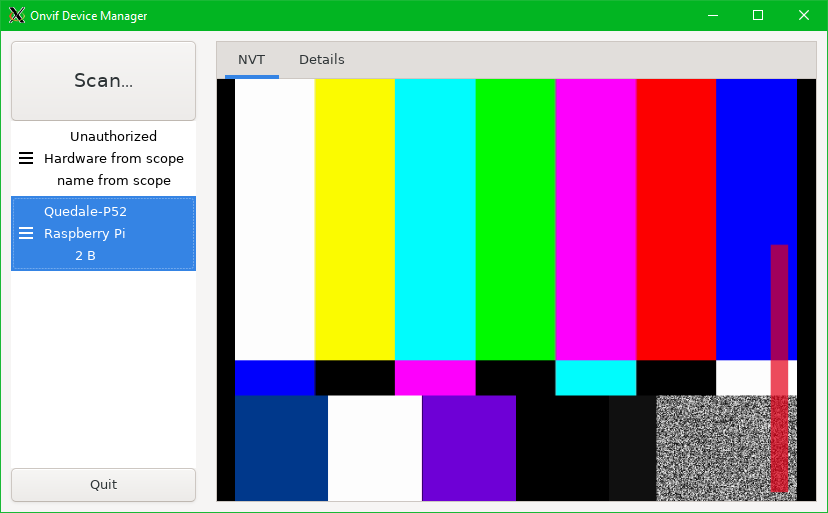 Onvif Device Manager
Scan...
Unauthorized
Hardware from scope
name from scope
Quedale-P52
Raspberry Pi
2 B
Quit
NVT
Details